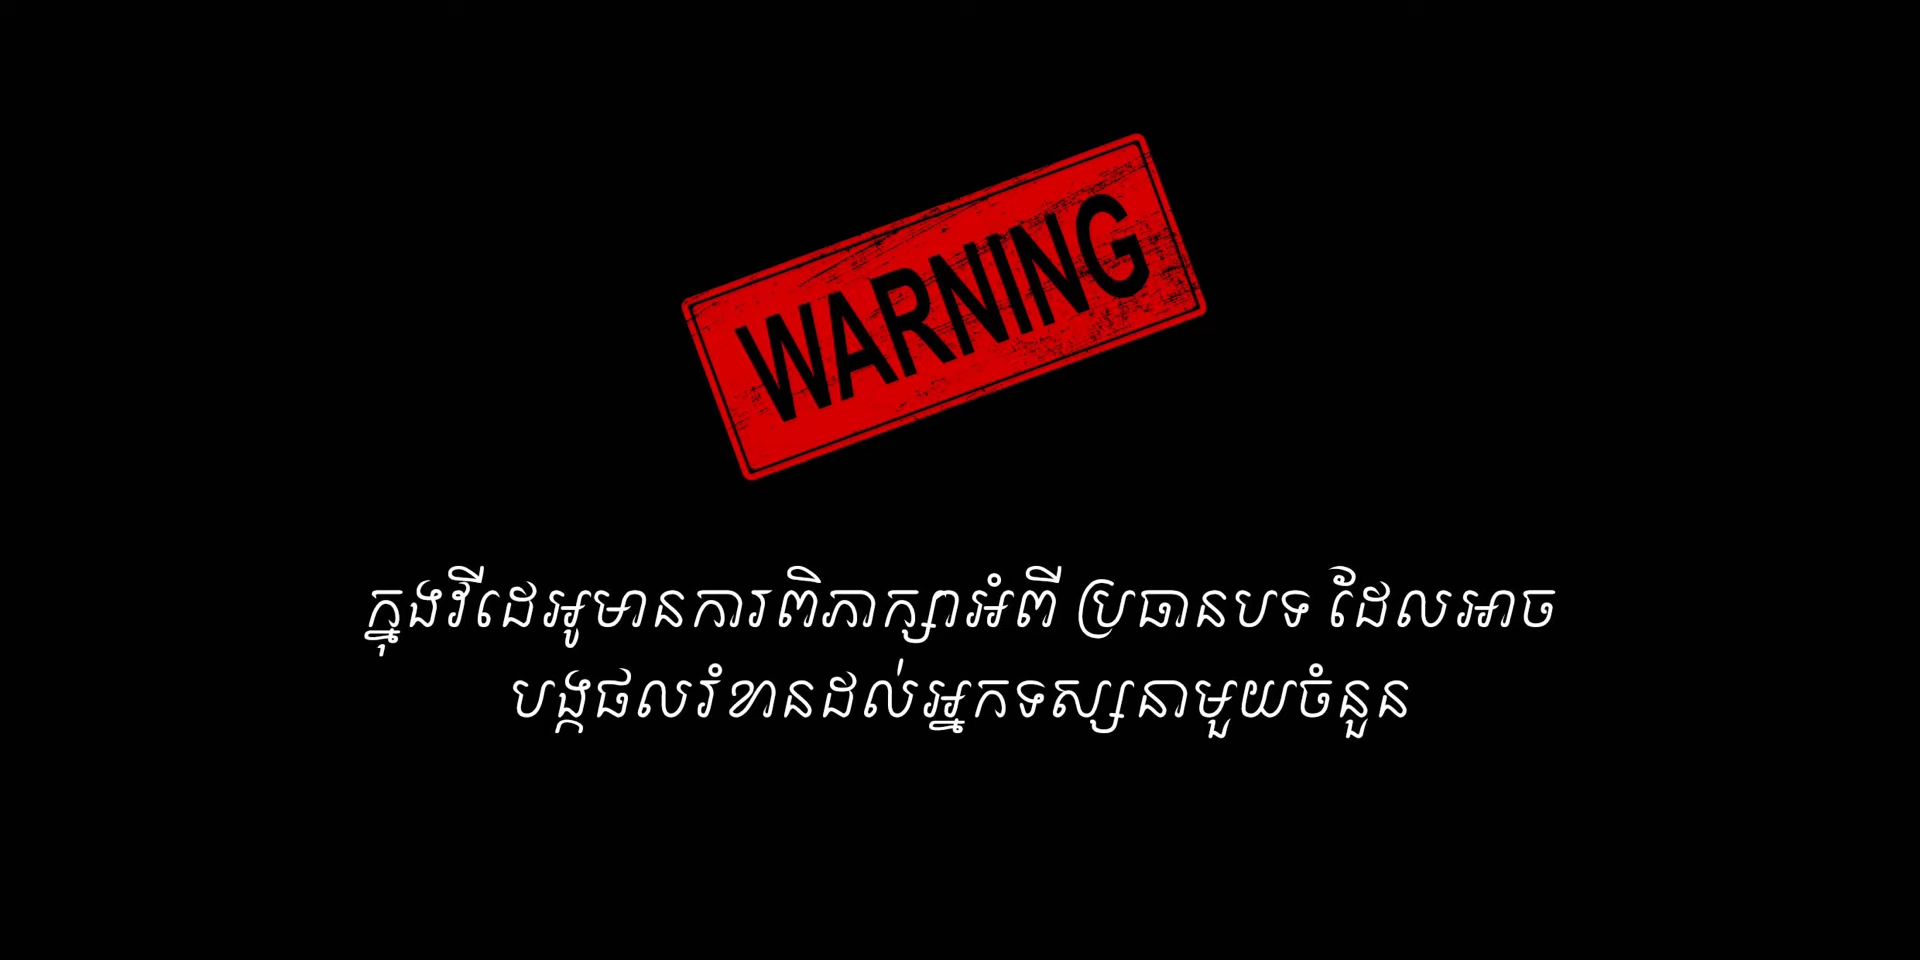 WARNING
ក្នុងវីដេអូមានការពិភាក្សាអំពី ប្រធានបទ ដែលអាច
បង្កផលរំខានដល់អ្នកទស្សនាមួយចំនួន